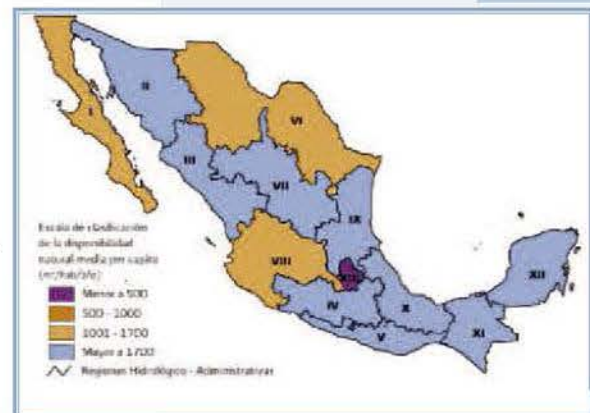 II
I
VI
III
VII
IX
VIII
XII
IV
X
V
XI
Escala de clasificación
de la disponibilidad
natural media per capita
Menor a 500
500 - 1000
1001 - 1700
Mayor a 1700
Regiones Hidrológico - Administrativas